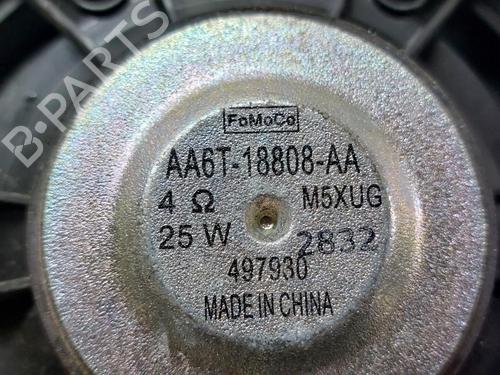 B-PARTS
FoMoCo
AA6T-18808-AA
4 Ω M5XUG
25 W 2832
497930
MADE IN CHINA